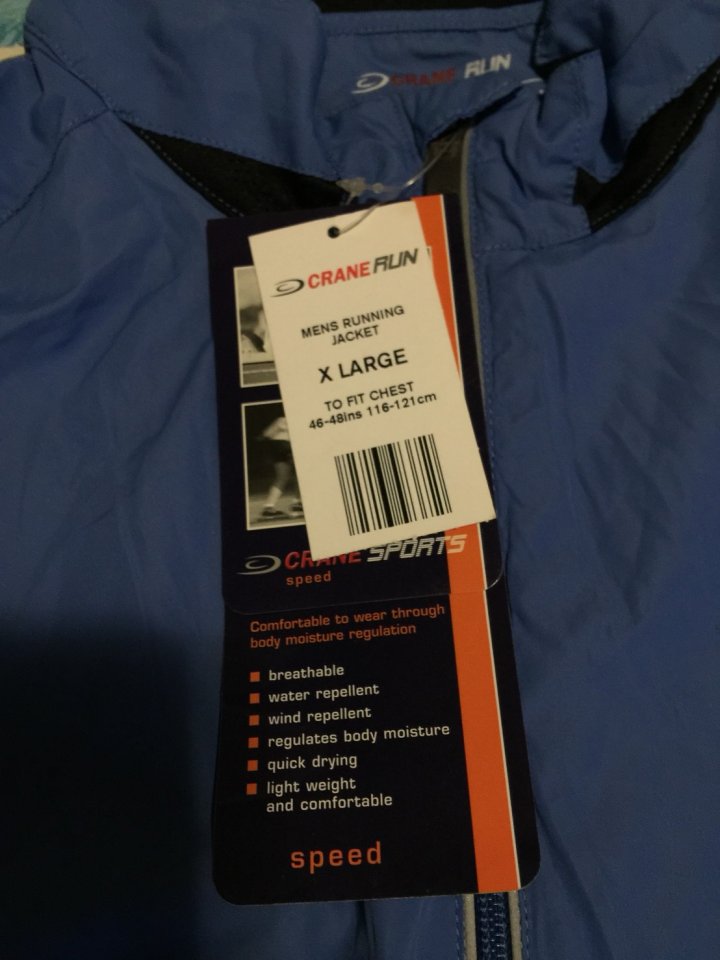 CRANE RUN
CRANE RUN
MENS RUNNING
JACKET
X LARGE
TO FIT CHEST
46-48ins 116-121cm
CRANE SPORTS
speed
Comfortable to wear through
body moisture regulation
breathable
water repellent
wind repellent
regulates body moisture
quick drying
light weight
and comfortable
speed